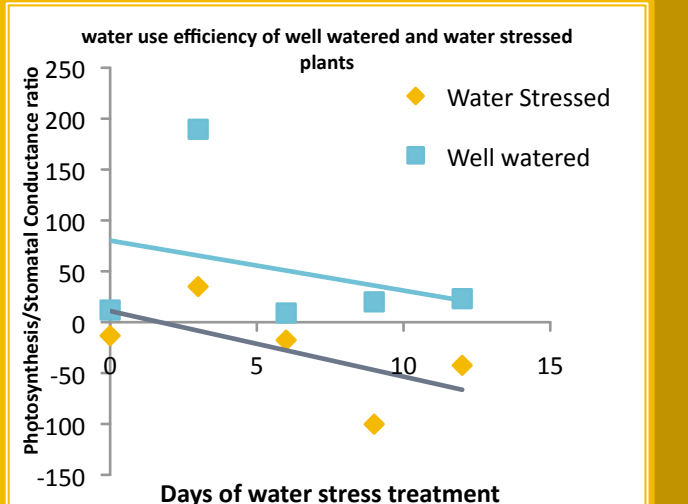 water use efficiency of well watered and water stressed
plants
Water Stressed
Well watered
Photosynthesis/Stomatal Conductance ratio
250
200
150
100
50
0
-50
-100
-150
0 5 10 15
Days of water stress treatment